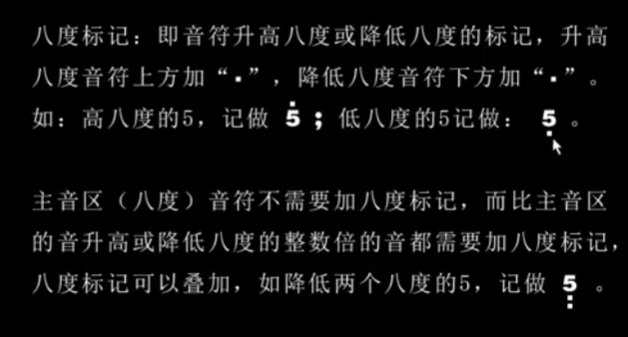 八度标记：即音符升高八度或降低八度的标记，升高
八度音符上方加“·”，降低八度音符下方加“·”。
如：高八度的5，记做 5̇ ；低八度的5记做： 5̣ 。
主音区（八度）音符不需要加八度标记，而比主音区
的音升高或降低八度的整数倍的音都需要加八度标记，
八度标记可以叠加，如降低两个八度的5，记做 5̣̣ 。